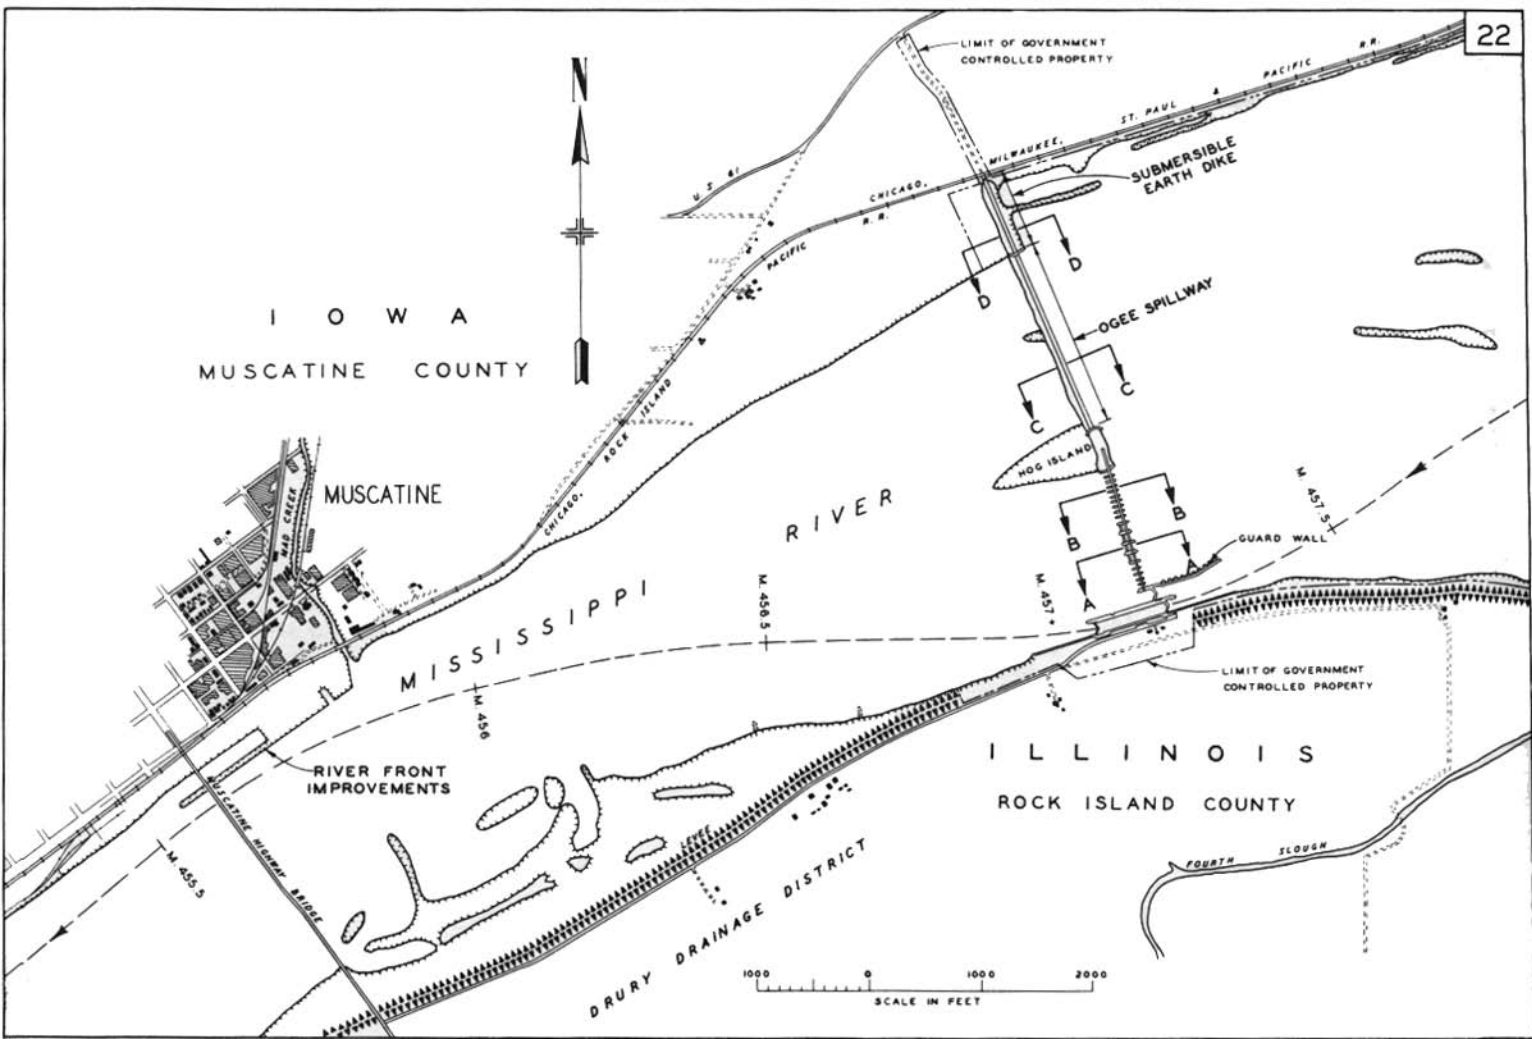 22
LIMIT OF GOVERNMENT
CONTROLLED PROPERTY
N
R.R.
PACIFIC
&
ST. PAUL
MILWAUKEE,
CHICAGO,
R. R.
SUBMERSIBLE
EARTH DIKE
U S 61
PACIFIC
&
ISLAND
ROCK
CHICAGO,
D
D
OGEE SPILLWAY
IOWA
MUSCATINE COUNTY
C
C
HOG ISLAND
MUSCATINE
MAD CREEK
RIVER
B
B
M. 457.5
GUARD WALL
A
A
M. 457
M. 456.5
MISSISSIPPI
M. 456
LIMIT OF GOVERNMENT
CONTROLLED PROPERTY
ILLINOIS
ROCK ISLAND COUNTY
RIVER FRONT
IMPROVEMENTS
MUSCATINE HIGHWAY BRIDGE
M. 455.5
LEVEE
DRURY DRAINAGE DISTRICT
FOURTH SLOUGH
1000 0 1000 2000
SCALE IN FEET